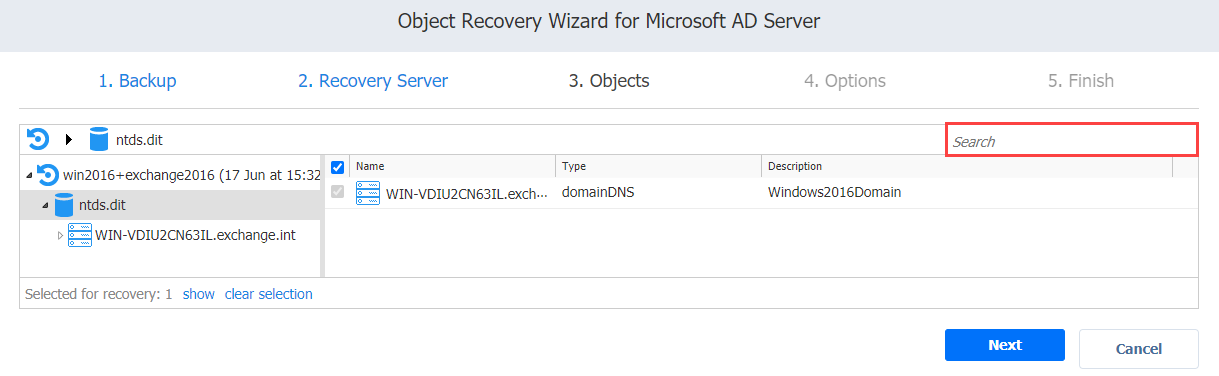 Object Recovery Wizard for Microsoft AD Server
1. Backup 2. Recovery Server 3. Objects 4. Options 5. Finish
ntds.dit Search
win2016+exchange2016 (17 Jun at 15:32
Name Type Description
ntds.dit
WIN-VDIU2CN63IL.exch... domainDNS Windows2016Domain
WIN-VDIU2CN63IL.exchange.int
Selected for recovery: 1 show clear selection
Next Cancel